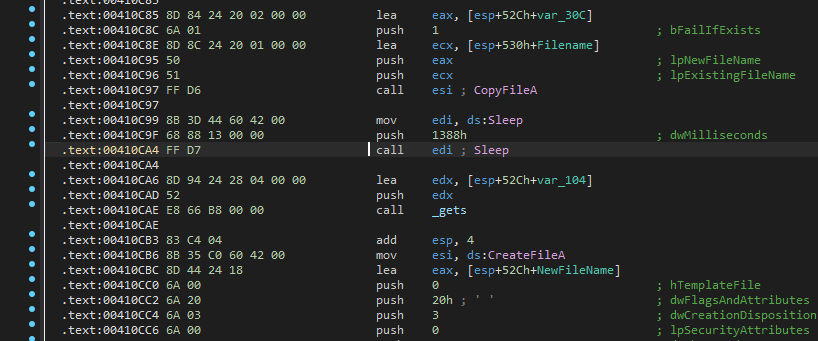 .text:00410C85
.text:00410C85 8D 84 24 20 02 00 00 lea eax, [esp+52Ch+var_30C]
.text:00410C8C 6A 01 push 1 ; bFailIfExists
.text:00410C8E 8D 8C 24 20 01 00 00 lea ecx, [esp+530h+Filename]
.text:00410C95 50 push eax ; lpNewFileName
.text:00410C96 51 push ecx ; lpExistingFileName
.text:00410C97 FF D6 call esi ; CopyFileA
.text:00410C97
.text:00410C99 8B 3D 44 60 42 00 mov edi, ds:Sleep
.text:00410C9F 68 88 13 00 00 push 1388h ; dwMilliseconds
.text:00410CA4 FF D7 call edi ; Sleep
.text:00410CA4
.text:00410CA6 8D 94 24 28 04 00 00 lea edx, [esp+52Ch+var_104]
.text:00410CAD 52 push edx
.text:00410CAE E8 66 B8 00 00 call _gets
.text:00410CAE
.text:00410CB3 83 C4 04 add esp, 4
.text:00410CB6 8B 35 C0 60 42 00 mov esi, ds:CreateFileA
.text:00410CBC 8D 44 24 18 lea eax, [esp+52Ch+NewFileName]
.text:00410CC0 6A 00 push 0 ; hTemplateFile
.text:00410CC2 6A 20 push 20h ; ' ' ; dwFlagsAndAttributes
.text:00410CC4 6A 03 push 3 ; dwCreationDisposition
.text:00410CC6 6A 00 push 0 ; lpSecurityAttributes